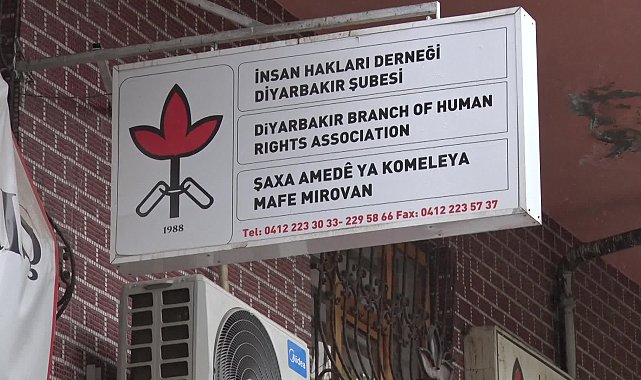 İNSAN HAKLARI DERNEĞİ
DİYARBAKIR ŞUBESİ
DİYARBAKIR BRANCH OF HUMAN
RIGHTS ASSOCIATION
ŞAXA AMEDÊ YA KOMELEYA
MAFE MIROVAN
1988
Tel: 0412 223 30 33- 229 58 66 Fax: 0412 223 57 37
Midea